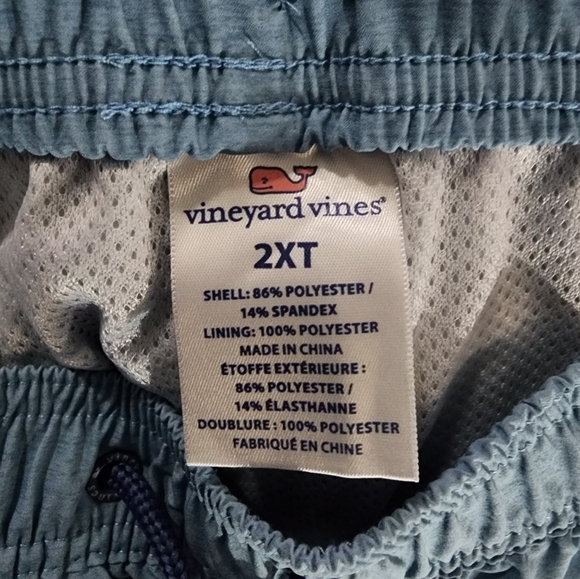 vineyard vines®
2XT
SHELL: 86% POLYESTER /
14% SPANDEX
LINING: 100% POLYESTER
MADE IN CHINA
ÉTOFFE EXTÉRIEURE :
86% POLYESTER /
14% ÉLASTHANNE
DOUBLURE : 100% POLYESTER
FABRIQUÉ EN CHINE